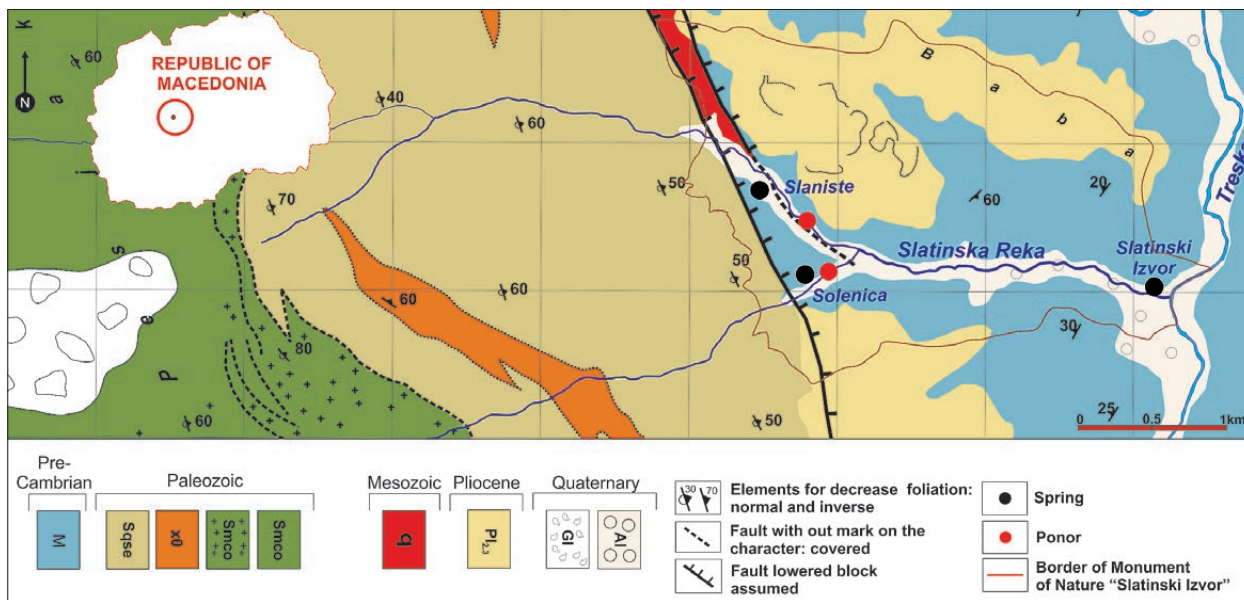 k
a
j
s
e
P
N
REPUBLIC OF
MACEDONIA
60
40
60
70
50
50
60
60
80
60
50
60
20
30
25
B
a
b
a
Slaniste
Solenica
Slatinska Reka
Slatinski
Izvor
Treska
0 0.5 1km
Pre-
Cambrian
Paleozoic
Mesozoic
Pliocene
Quaternary
M
Sqse
xθ
Smco
Smco
q
Pl2,3
Gl
Al
30 70
Elements for decrease foliation:
normal and inverse
Fault with out mark on the
character: covered
Fault lowered block
assumed
Spring
Ponor
Border of Monument
of Nature “Slatinski Izvor”